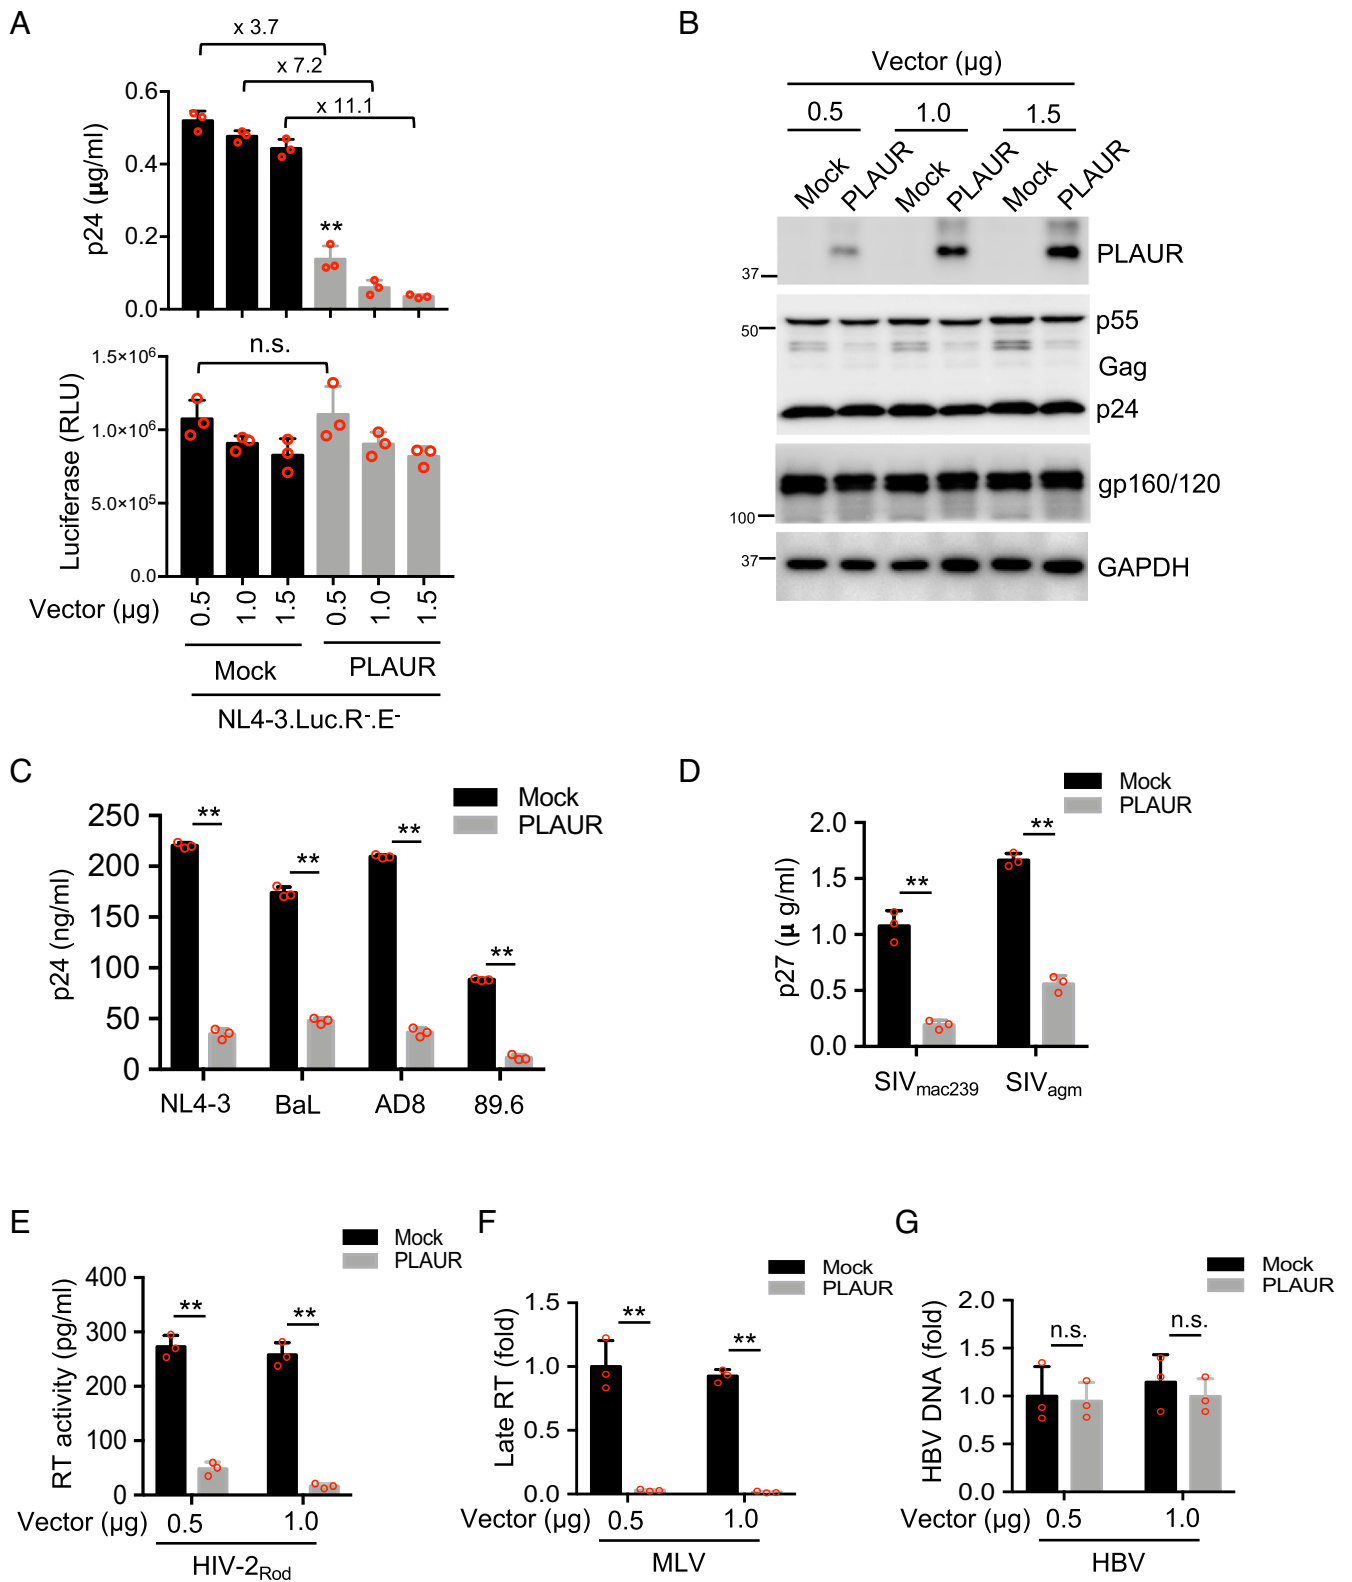 A
x 3.7
x 7.2
x 11.1
p24 (µg/ml)
0.6
0.4
0.2
0.0
**
Luciferase (RLU)
1.5×10⁶
1.0×10⁶
5.0×10⁵
0.0
n.s.
Vector (µg)
0.5 1.0 1.5 0.5 1.0 1.5
Mock PLAUR
NL4-3.Luc.R⁻.E⁻
B
Vector (µg)
0.5 1.0 1.5
Mock PLAUR Mock PLAUR Mock PLAUR
37 PLAUR
50 p55
Gag
p24
gp160/120
100
37 GAPDH
C
Mock
PLAUR
p24 (ng/ml)
250
200
150
100
50
0
** ** ** **
NL4-3 BaL AD8 89.6
D
Mock
PLAUR
p27 (µ g/ml)
2.0
1.5
1.0
0.5
0.0
** **
SIVmac239 SIVagm
E
Mock
PLAUR
RT activity (pg/ml)
400
300
200
100
0
** **
Vector (µg) 0.5 1.0
HIV-2Rod
F
Mock
PLAUR
Late RT (fold)
1.5
1.0
0.5
0.0
** **
Vector (µg) 0.5 1.0
MLV
G
Mock
PLAUR
HBV DNA (fold)
2.0
1.5
1.0
0.5
0.0
n.s. n.s.
Vector (µg) 0.5 1.0
HBV